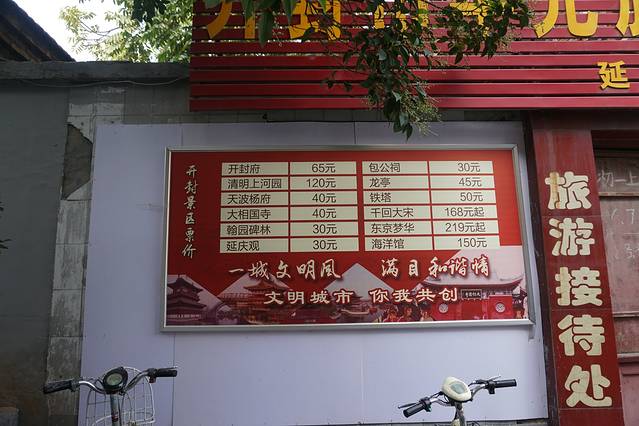 延
开封景区票价
开封府 65元 包公祠 30元
清明上河园 120元 龙亭 45元
天波杨府 40元 铁塔 50元
大相国寺 40元 千回大宋 168元起
翰园碑林 30元 东京梦华 219元起
延庆观 30元 海洋馆 150元
一城文明风 满目和谐情
文明城市 你我共创
旅游接待处